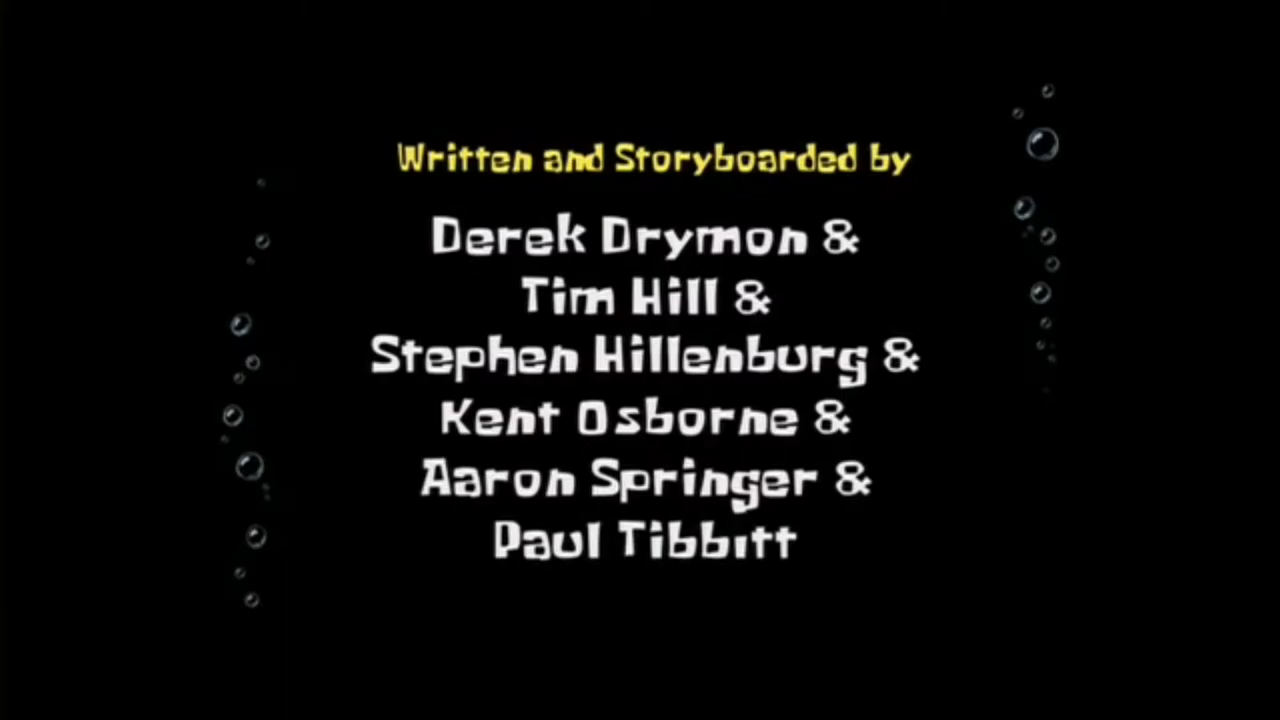 Written and Storyboarded by
Derek Drymon &
Tim Hill &
Stephen Hillenburg &
Kent Osborne &
Aaron Springer &
Paul Tibbitt